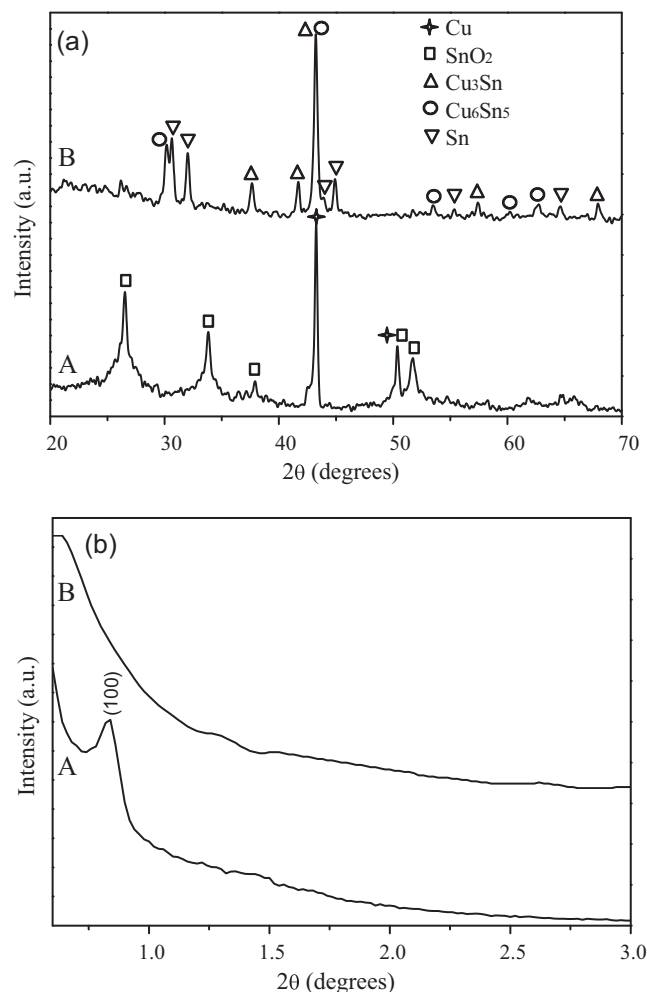 (a)
Cu
SnO₂
Cu₃Sn
Cu₆Sn₅
Sn
B
A
Intensity (a.u.)
20 30 40 50 60 70
2θ (degrees)
(b)
B
(100)
A
Intensity (a.u.)
1.0 1.5 2.0 2.5 3.0
2θ (degrees)